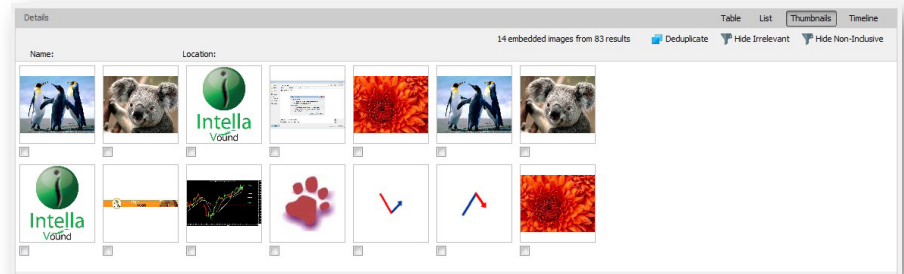 Details Table List Thumbnails Timeline
14 embedded images from 83 results Deduplicate Hide Irrelevant Hide Non-Inclusive
Name: Location:
Intella
Vound
Intella
Vound